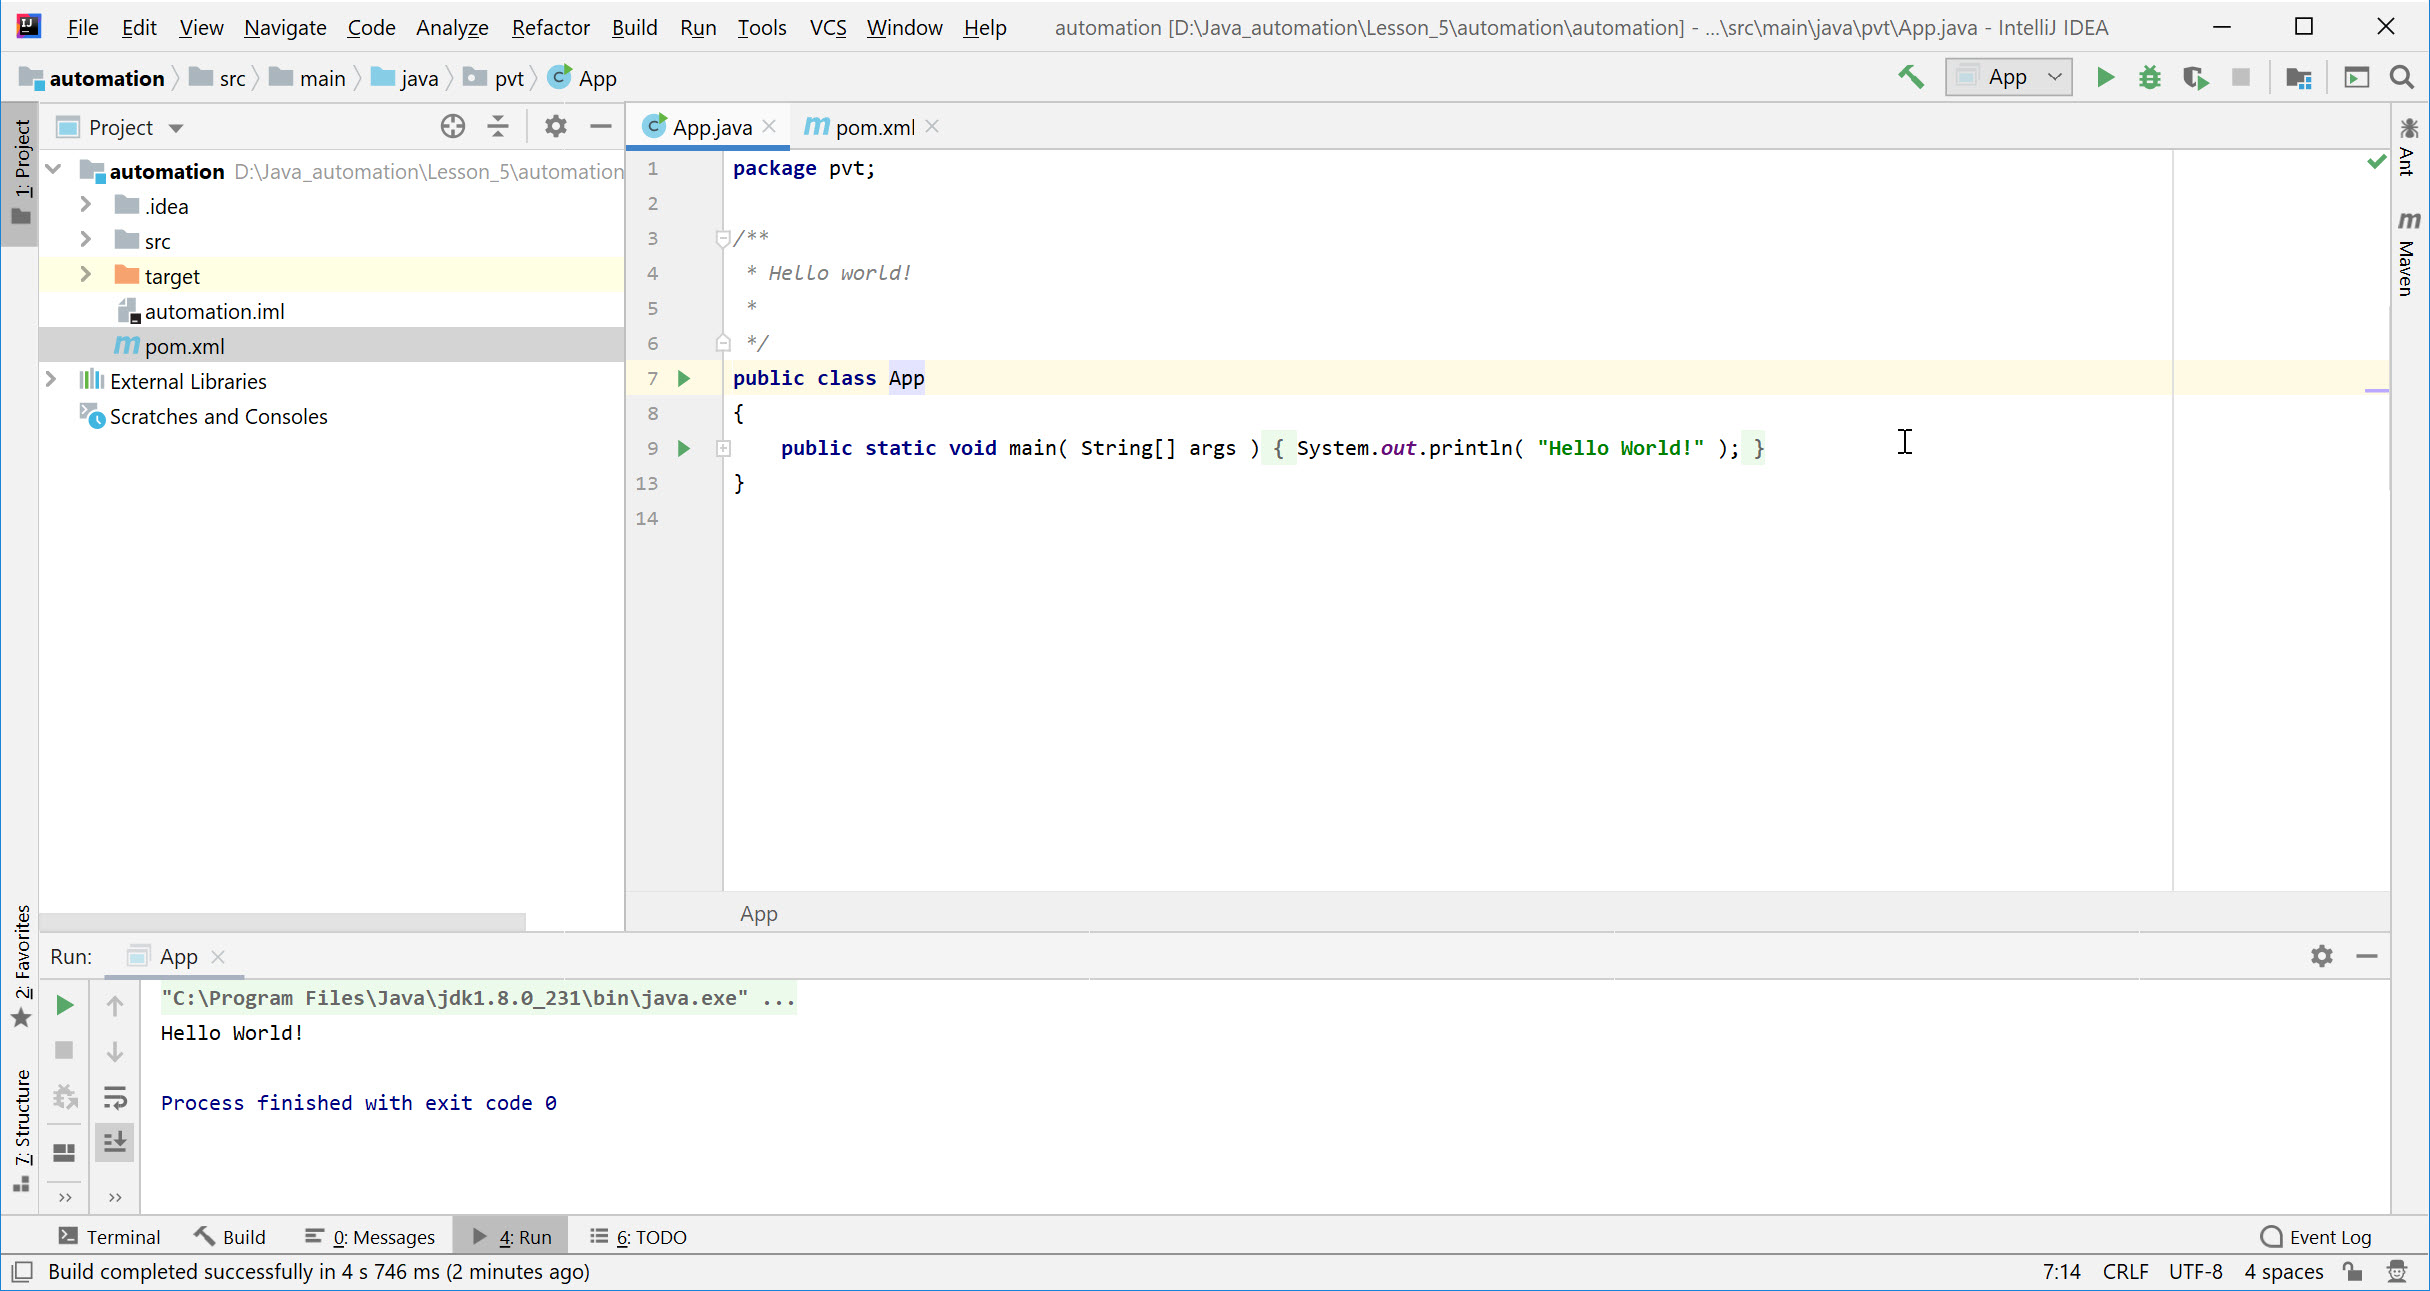 File Edit View Navigate Code Analyze Refactor Build Run Tools VCS Window Help automation [D:\Java_automation\Lesson_5\automation\automation] - ...\src\main\java\pvt\App.java - IntelliJ IDEA
automation src main java pvt App App
1: Project
Project
automation D:\Java_automation\Lesson_5\automation
.idea
src
target
automation.iml
pom.xml
External Libraries
Scratches and Consoles
App.java pom.xml
1 package pvt;
2
3 /**
4 * Hello world!
5 *
6 */
7 public class App
8 {
9 public static void main( String[] args ) { System.out.println( "Hello World!" ); }
13 }
14
App
Ant
Maven
2: Favorites
7: Structure
Run: App
"C:\Program Files\Java\jdk1.8.0_231\bin\java.exe" ...
Hello World!
Process finished with exit code 0
Terminal Build 0: Messages 4: Run 6: TODO Event Log
Build completed successfully in 4 s 746 ms (2 minutes ago) 7:14 CRLF UTF-8 4 spaces